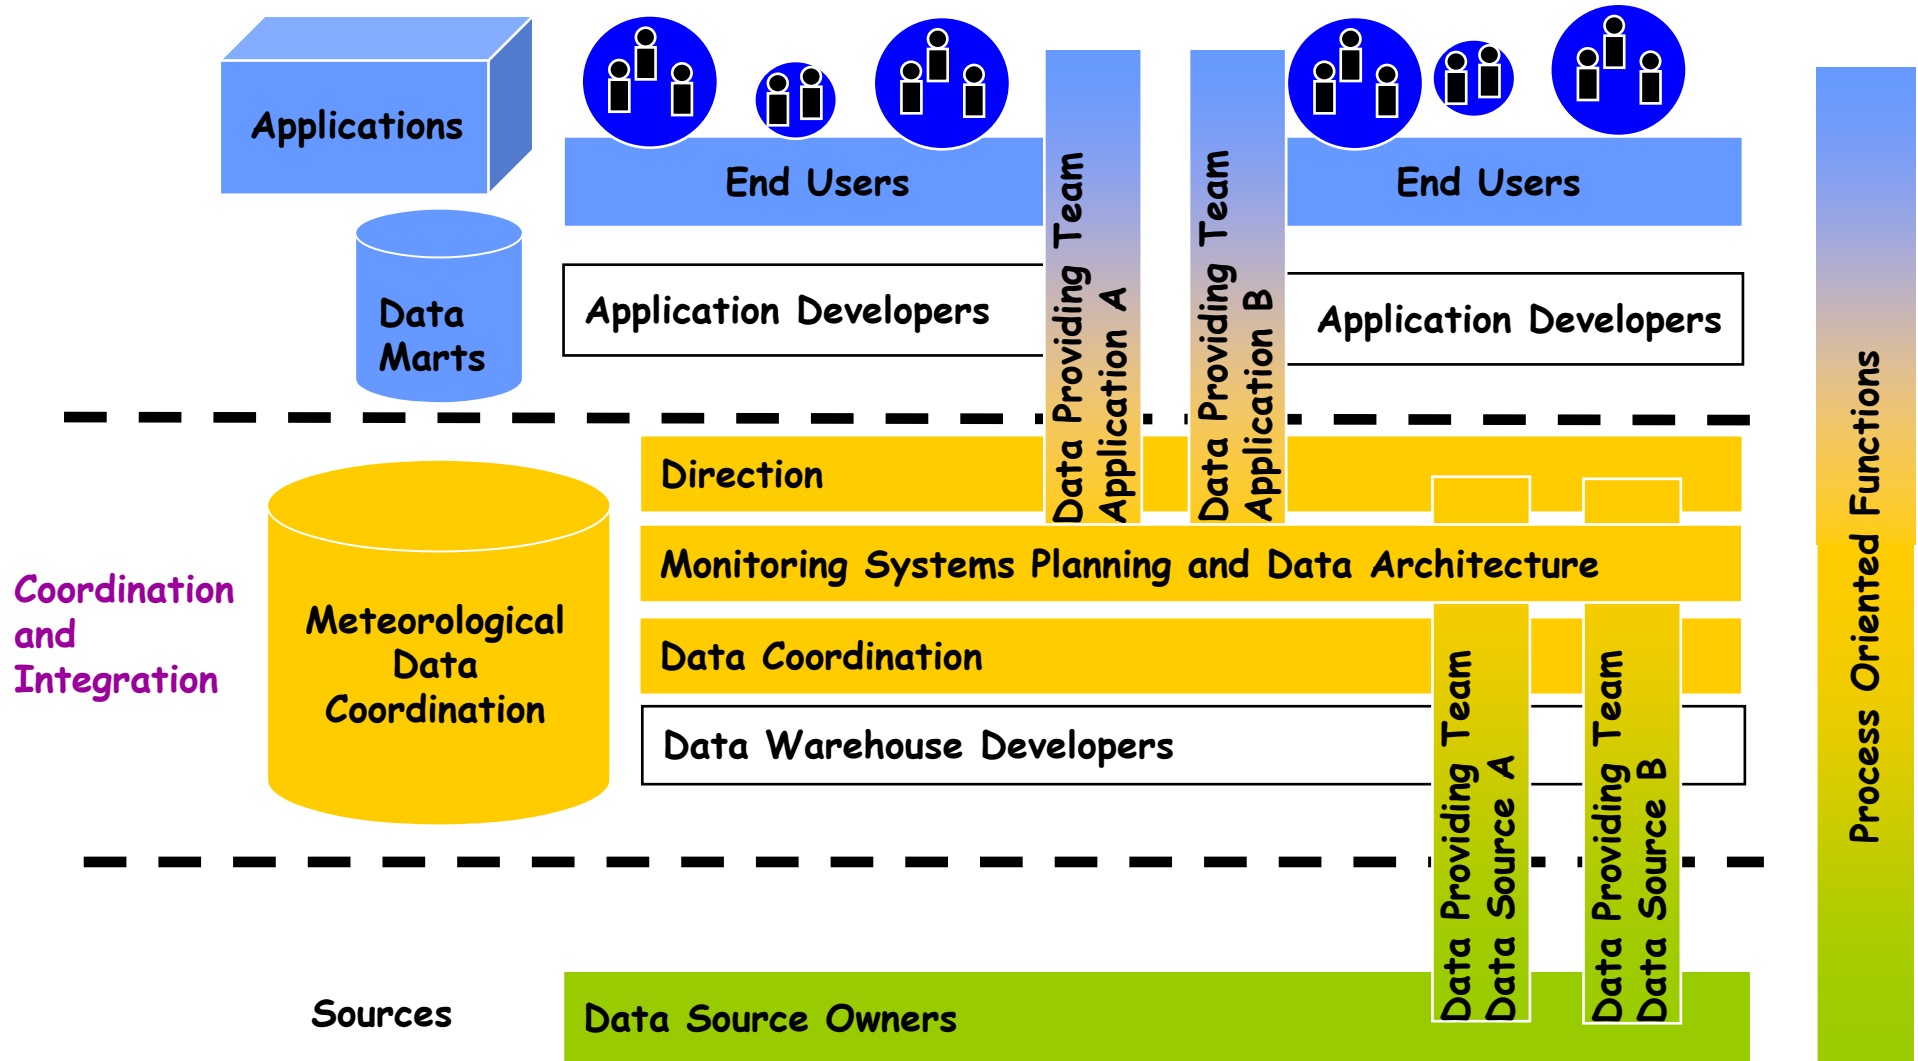 Applications
End Users
End Users
Data
Marts
Application Developers
Application Developers
Data Providing Team
Application A
Data Providing Team
Application B
Coordination
and
Integration
Meteorological
Data
Coordination
Direction
Monitoring Systems Planning and Data Architecture
Data Coordination
Data Warehouse Developers
Data Providing Team
Data Source A
Data Providing Team
Data Source B
Process Oriented Functions
Sources
Data Source Owners